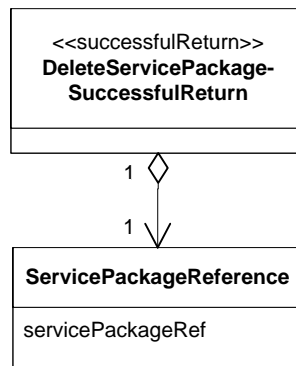 <<successfulReturn>>
DeleteServicePackage-
SuccessfulReturn
1
1
ServicePackageReference
servicePackageRef